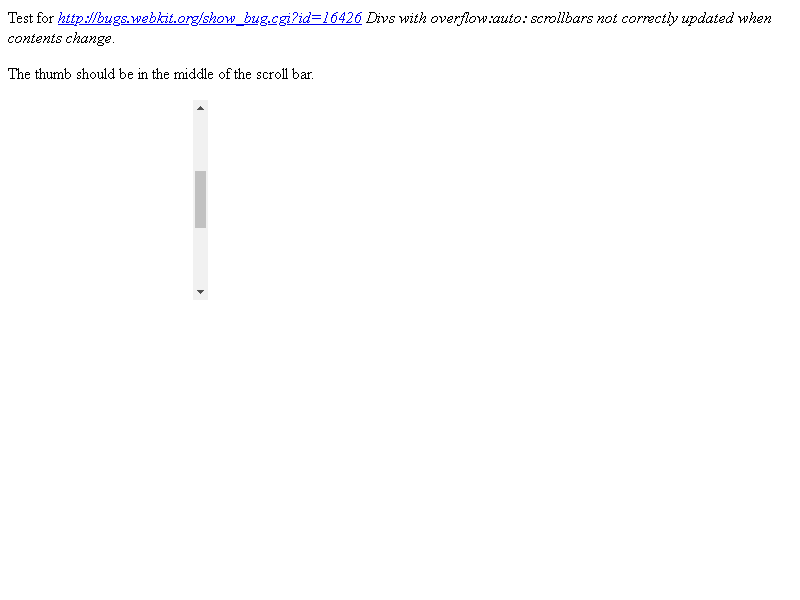 Test for http://bugs.webkit.org/show_bug.cgi?id=16426 Divs with overflow:auto: scrollbars not correctly updated when
contents change.
The thumb should be in the middle of the scroll bar.